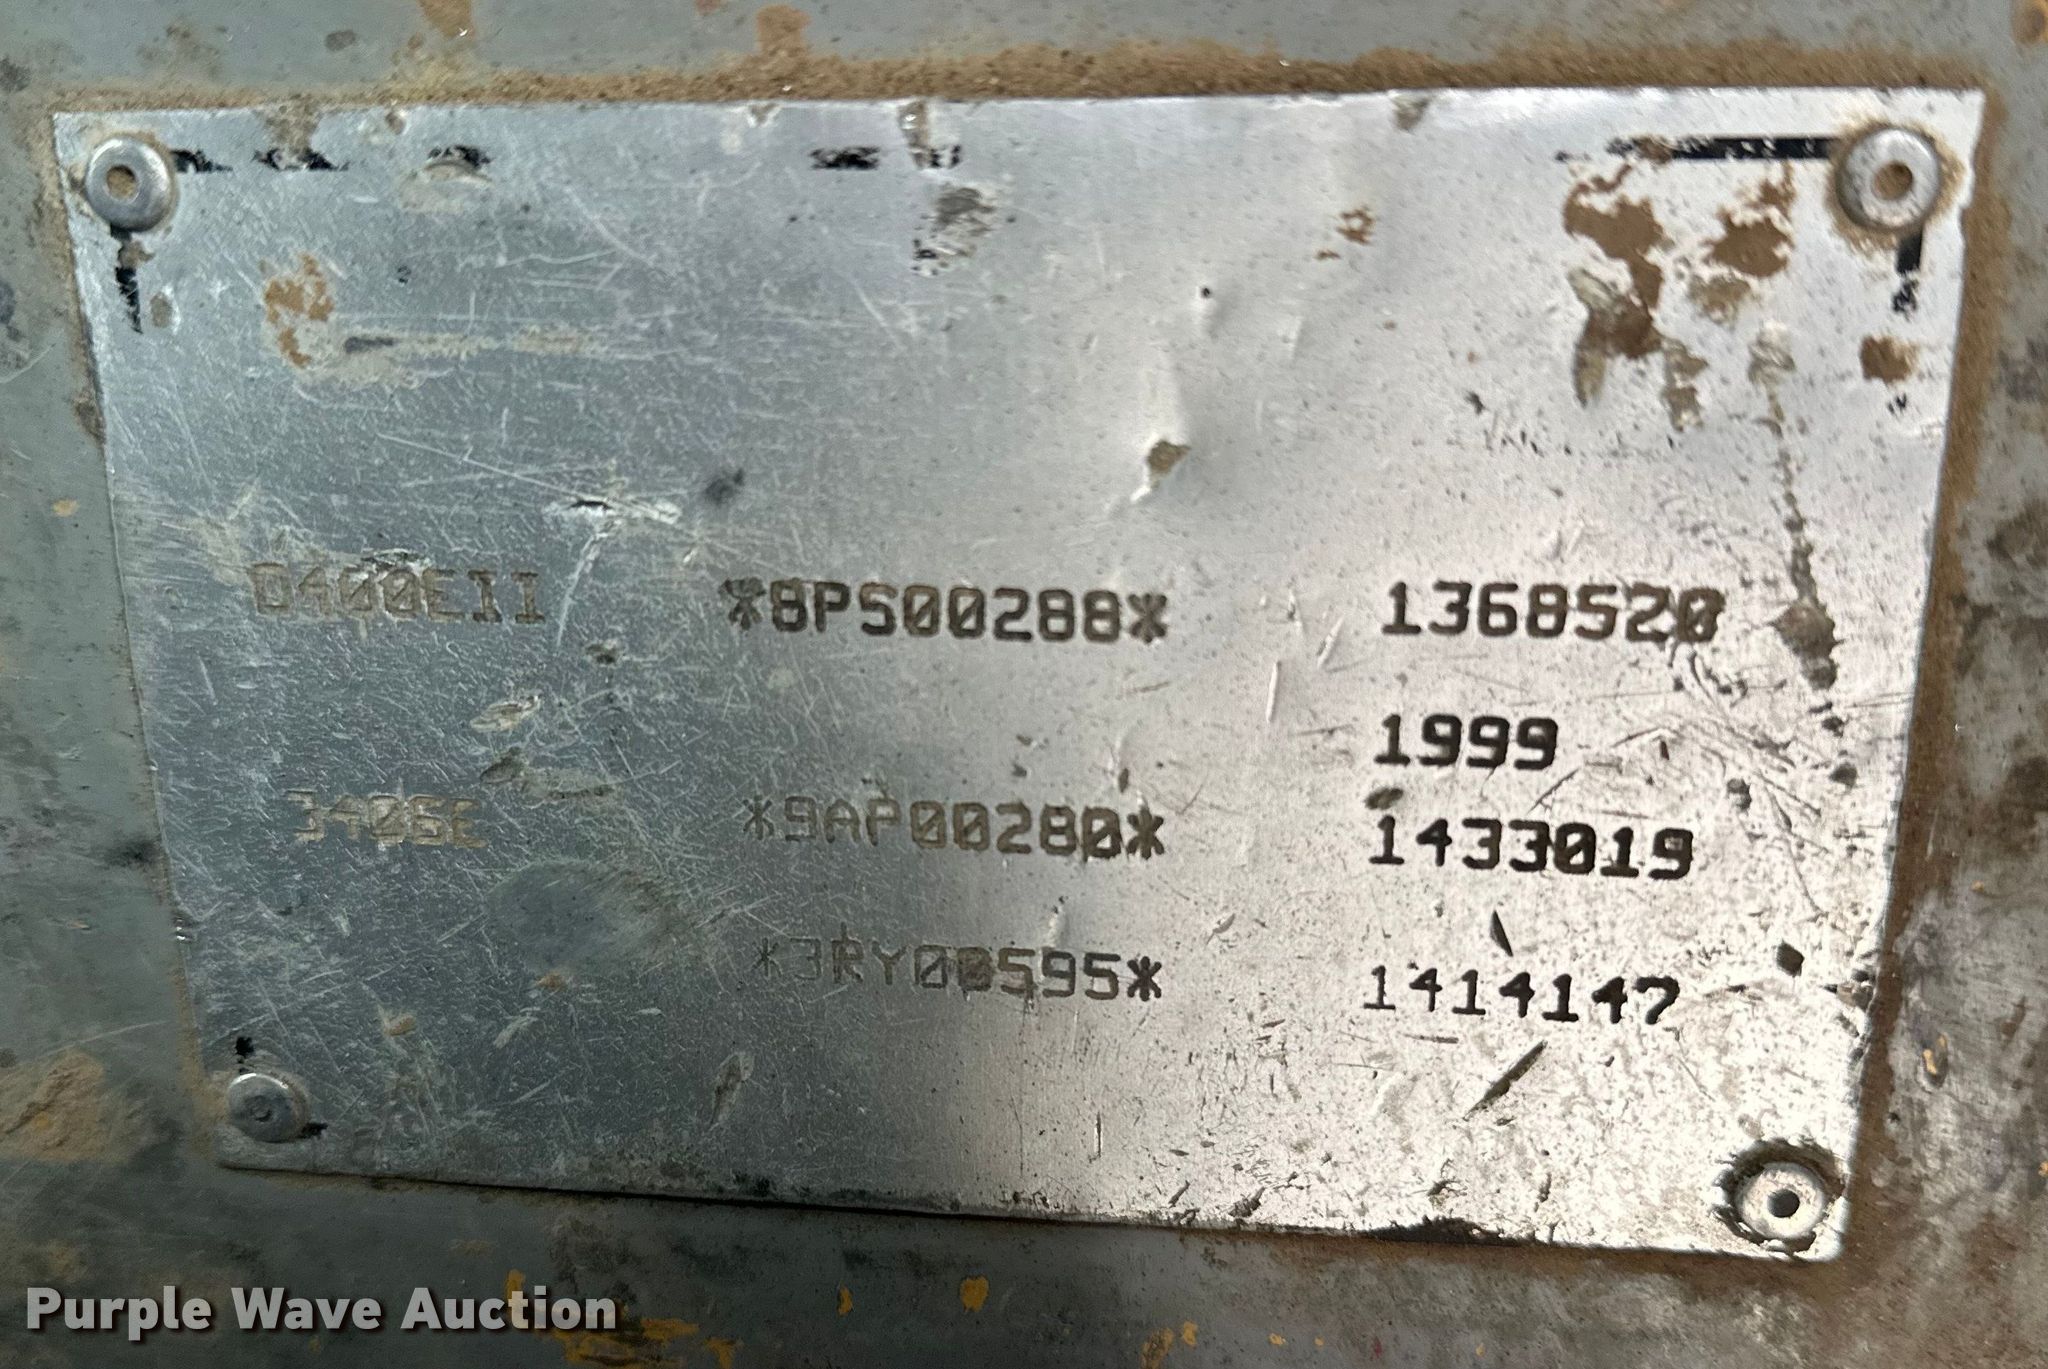 D400EII *8PS00288* 1368520
1999
3406E *9AP00280* 1433019
*3RY00595* 1414147
Purple Wave Auction